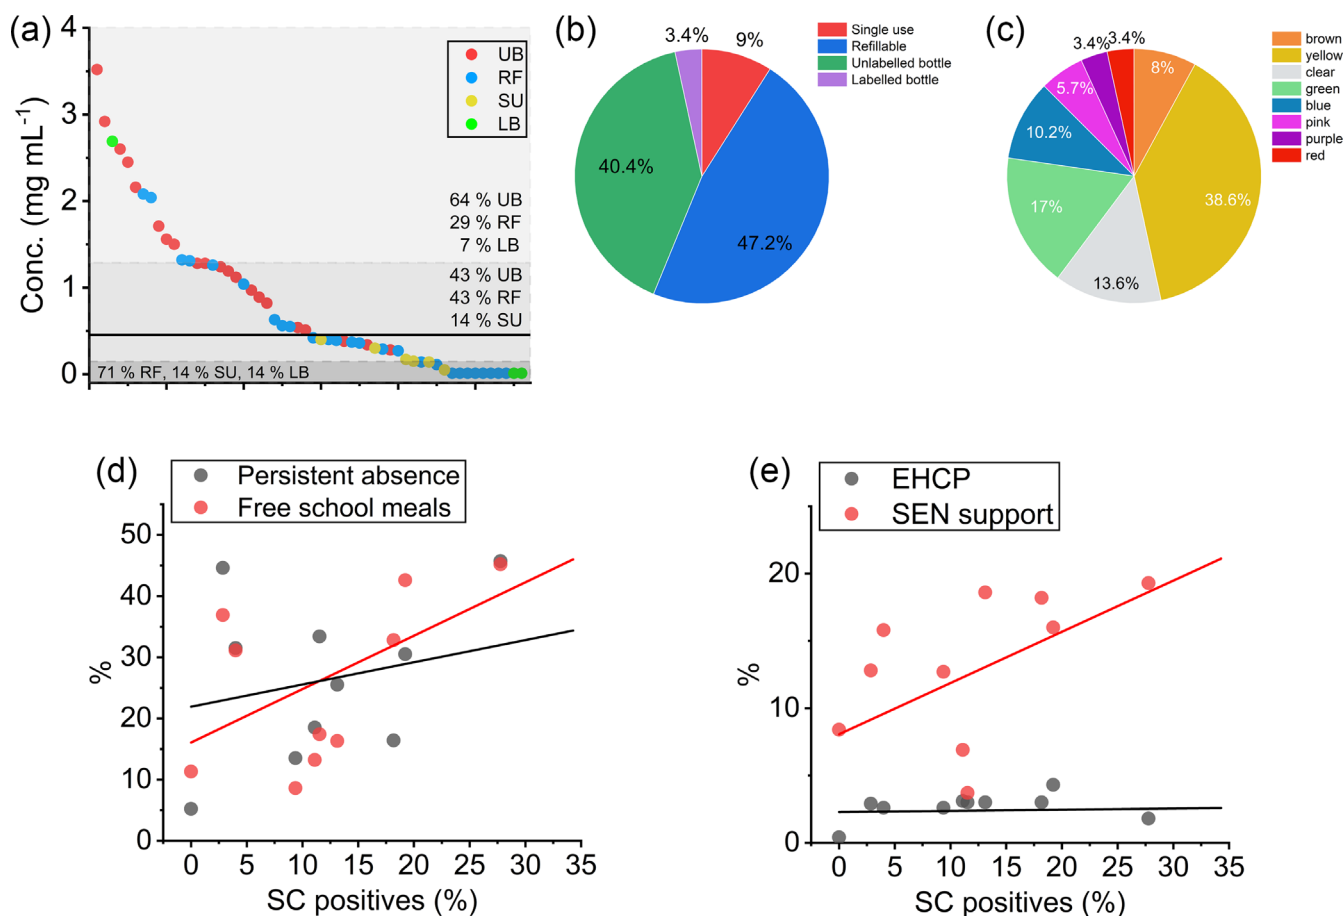 (a)
4
3
2
1
0
Conc. (mg mL⁻¹)
UB
RF
SU
LB
64 % UB
29 % RF
7 % LB
43 % UB
43 % RF
14 % SU
71 % RF, 14 % SU, 14 % LB
(b)
3.4%
9%
40.4%
47.2%
Single use
Refillable
Unlabelled bottle
Labelled bottle
(c)
3.4%
3.4%
8%
5.7%
10.2%
17%
13.6%
38.6%
brown
yellow
clear
green
blue
pink
purple
red
(d)
Persistent absence
Free school meals
50
40
30
20
10
0
%
0 5 10 15 20 25 30 35
SC positives (%)
(e)
EHCP
SEN support
20
10
0
%
0 5 10 15 20 25 30 35
SC positives (%)